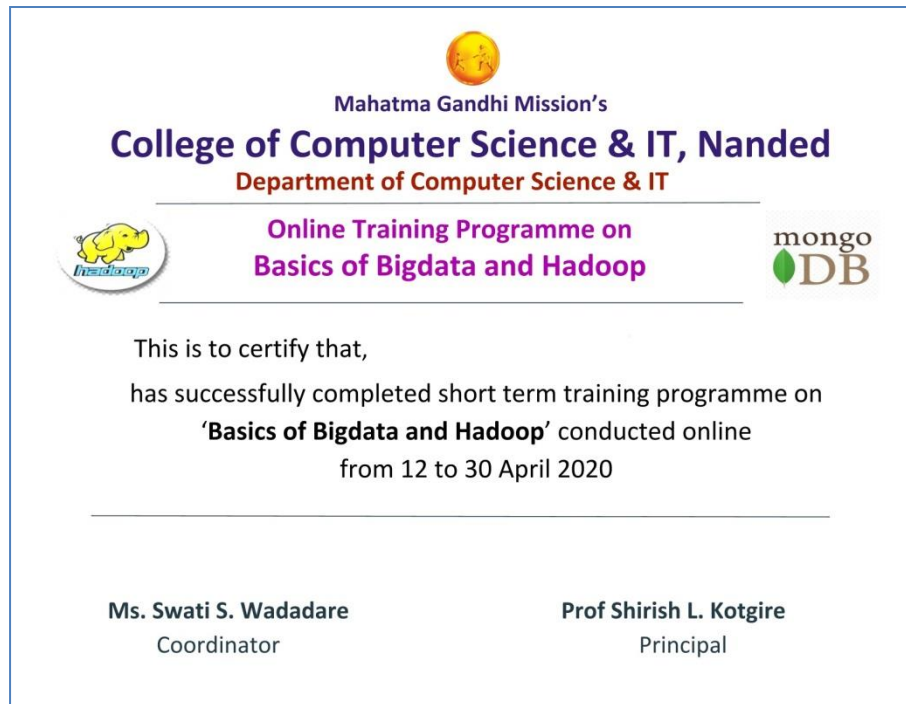 Mahatma Gandhi Mission's
College of Computer Science & IT, Nanded
Department of Computer Science & IT
hadoop
Online Training Programme on
Basics of Bigdata and Hadoop
mongo
DB
This is to certify that,
has successfully completed short term training programme on
‘Basics of Bigdata and Hadoop’ conducted online
from 12 to 30 April 2020
Ms. Swati S. Wadadare
Coordinator
Prof Shirish L. Kotgire
Principal